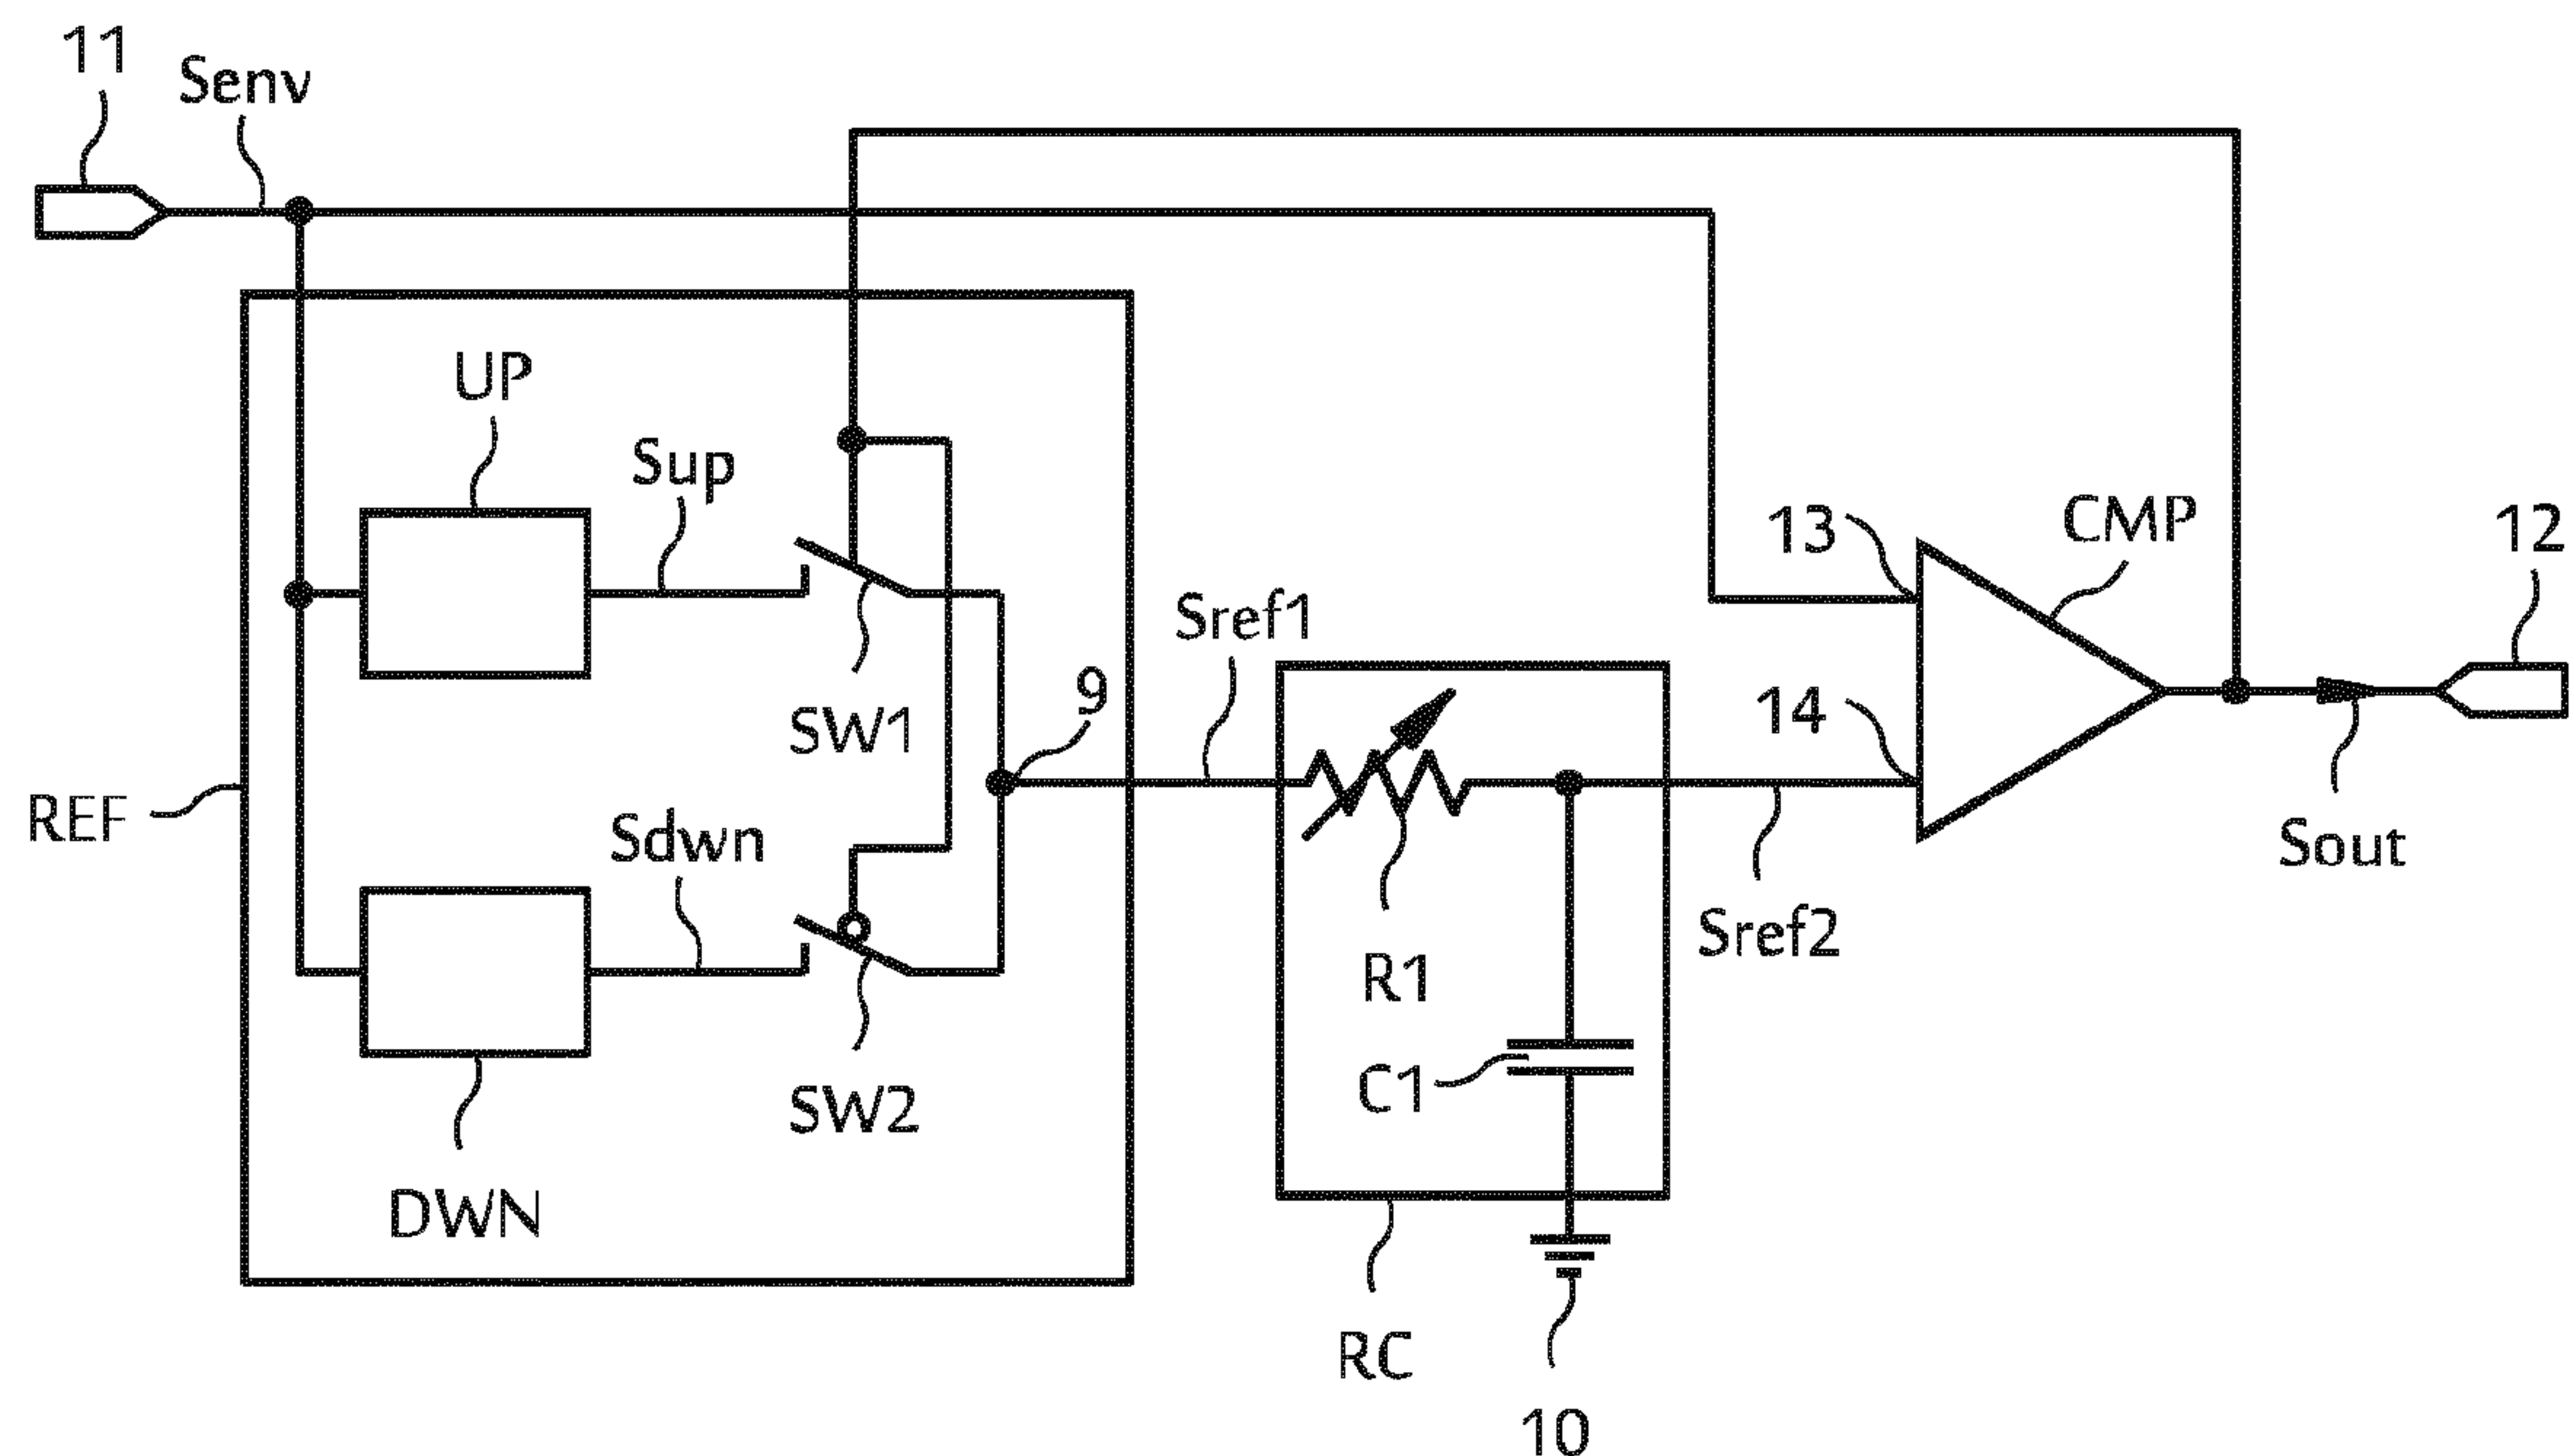 11
Senv
UP
Sup
13
CMP
12
Sref1
9
SW1
14
REF
Sdwn
Sout
Sref2
R1
C1
SW2
DWN
RC
10